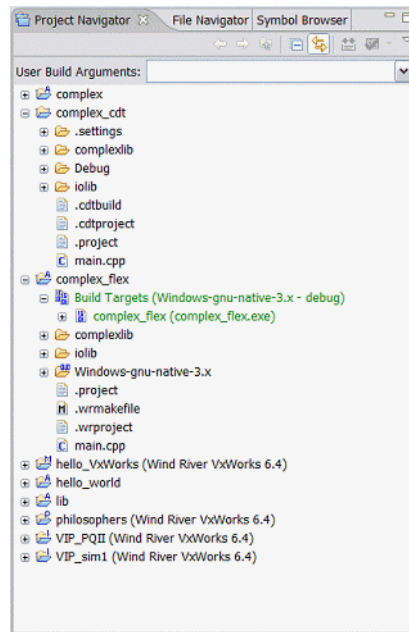 Project Navigator File Navigator Symbol Browser
User Build Arguments:
complex
complex_cdt
.settings
complexlib
Debug
iolib
.cdtbuild
.cdtproject
.project
main.cpp
complex_flex
Build Targets (Windows-gnu-native-3.x - debug)
complex_flex (complex_flex.exe)
complexlib
iolib
Windows-gnu-native-3.x
.project
.wrmakefile
.wrproject
main.cpp
hello_VxWorks (Wind River VxWorks 6.4)
hello_world
lib
philosophers (Wind River VxWorks 6.4)
VIP_PQII (Wind River VxWorks 6.4)
VIP_sim1 (Wind River VxWorks 6.4)